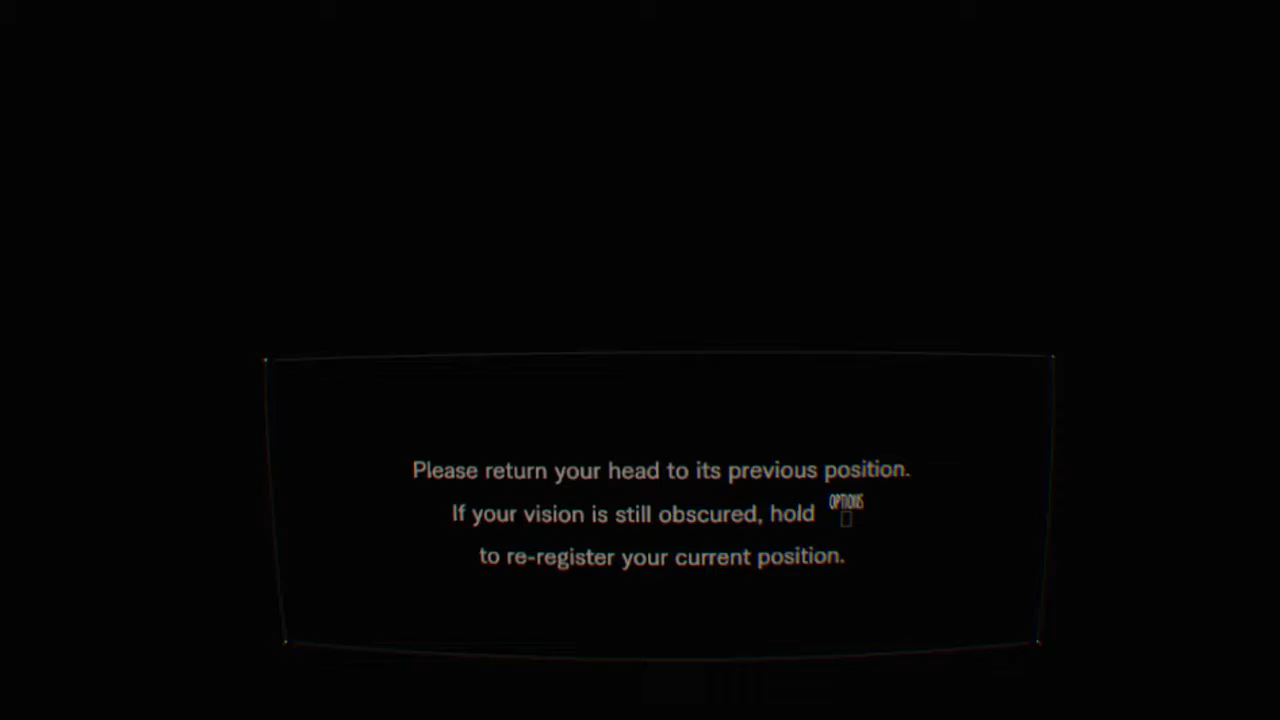 Please return your head to its previous position.
If your vision is still obscured, hold OPTIONS
to re-register your current position.